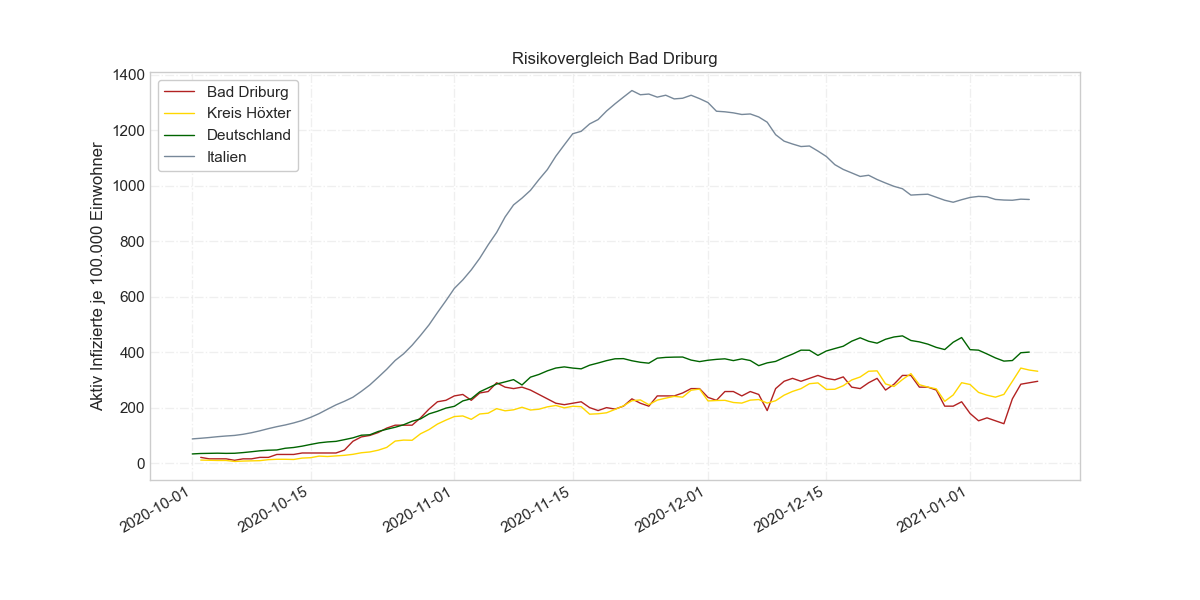 Risikovergleich Bad Driburg
Aktiv Infizierte je 100.000 Einwohner
1400
1200
1000
800
600
400
200
0
Bad Driburg
Kreis Höxter
Deutschland
Italien
2020-10-01
2020-10-15
2020-11-01
2020-11-15
2020-12-01
2020-12-15
2021-01-01